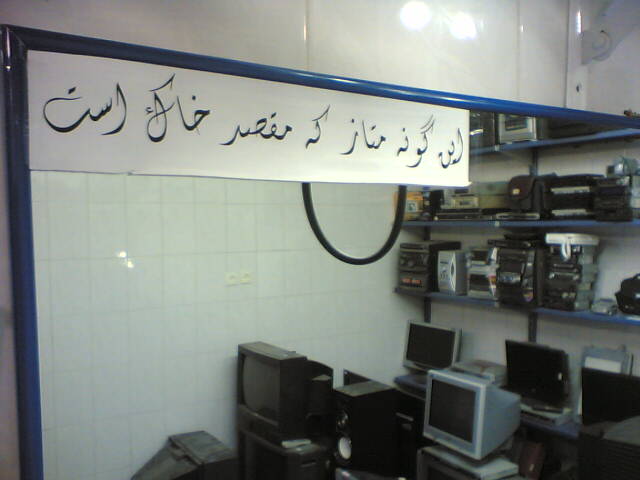 این گونه متاز که مقصد خاک است